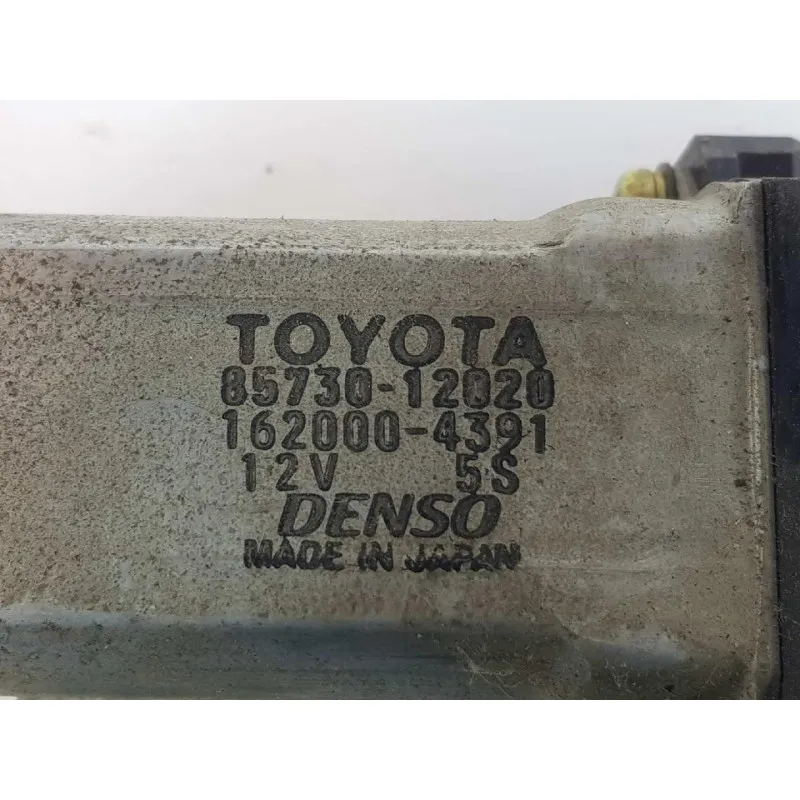 TOYOTA
85730-12020
162000-4391
12V 5S
DENSO
MADE IN JAPAN